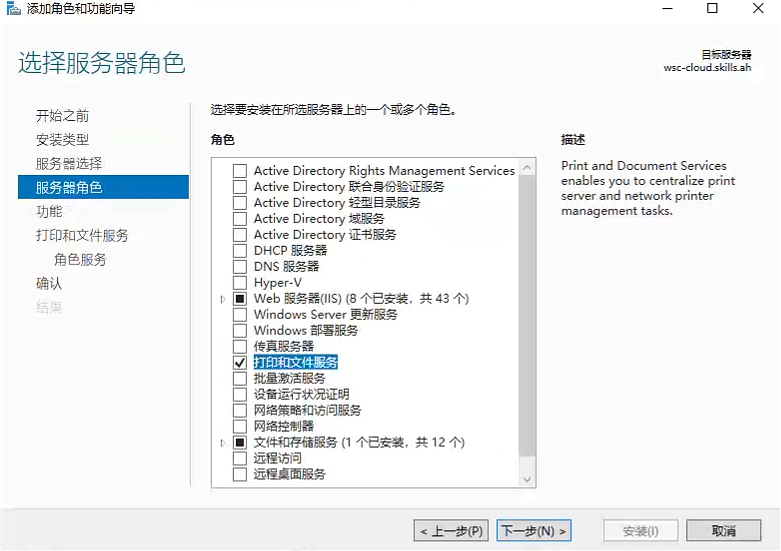 添加角色和功能向导
选择服务器角色
目标服务器
wsc-cloud.skills.ah
开始之前
安装类型
服务器选择
服务器角色
功能
打印和文件服务
角色服务
确认
结果
选择要安装在所选服务器上的一个或多个角色。
角色
Active Directory Rights Management Services
Active Directory 联合身份验证服务
Active Directory 轻型目录服务
Active Directory 域服务
Active Directory 证书服务
DHCP 服务器
DNS 服务器
Hyper-V
Web 服务器(IIS) (8 个已安装，共 43 个)
Windows Server 更新服务
Windows 部署服务
传真服务器
打印和文件服务
批量激活服务
设备运行状况证明
网络策略和访问服务
网络控制器
文件和存储服务 (1 个已安装，共 12 个)
远程访问
远程桌面服务
描述
Print and Document Services
enables you to centralize print
server and network printer
management tasks.
< 上一步(P)
下一步(N) >
安装(I)
取消